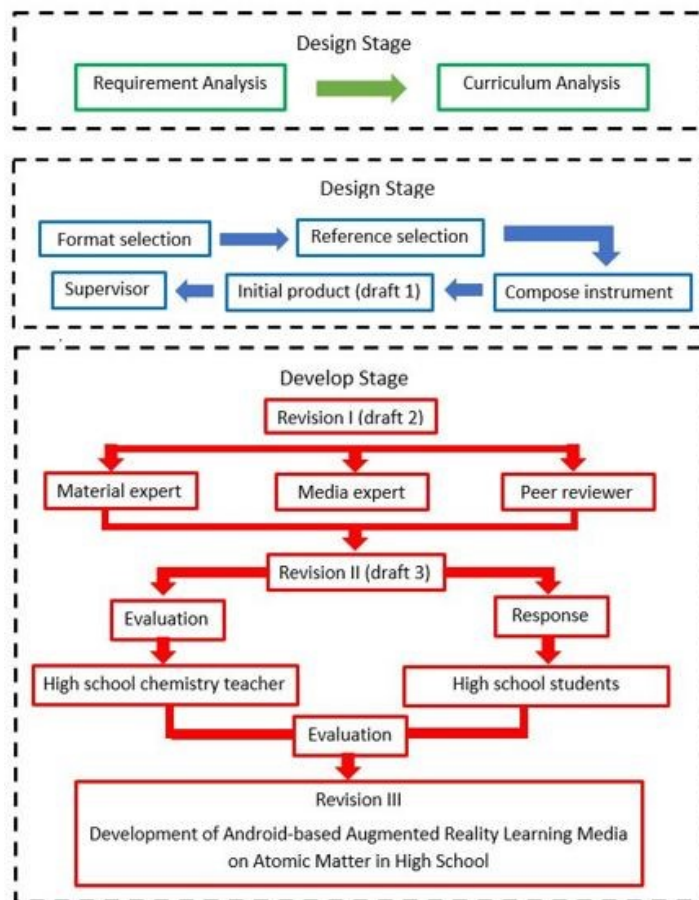 Design Stage
Requirement Analysis
Curriculum Analysis
Design Stage
Format selection
Reference selection
Compose instrument
Initial product (draft 1)
Supervisor
Develop Stage
Revision I (draft 2)
Material expert
Media expert
Peer reviewer
Revision II (draft 3)
Evaluation
Response
High school chemistry teacher
High school students
Evaluation
Revision III
Development of Android-based Augmented Reality Learning Media
on Atomic Matter in High School